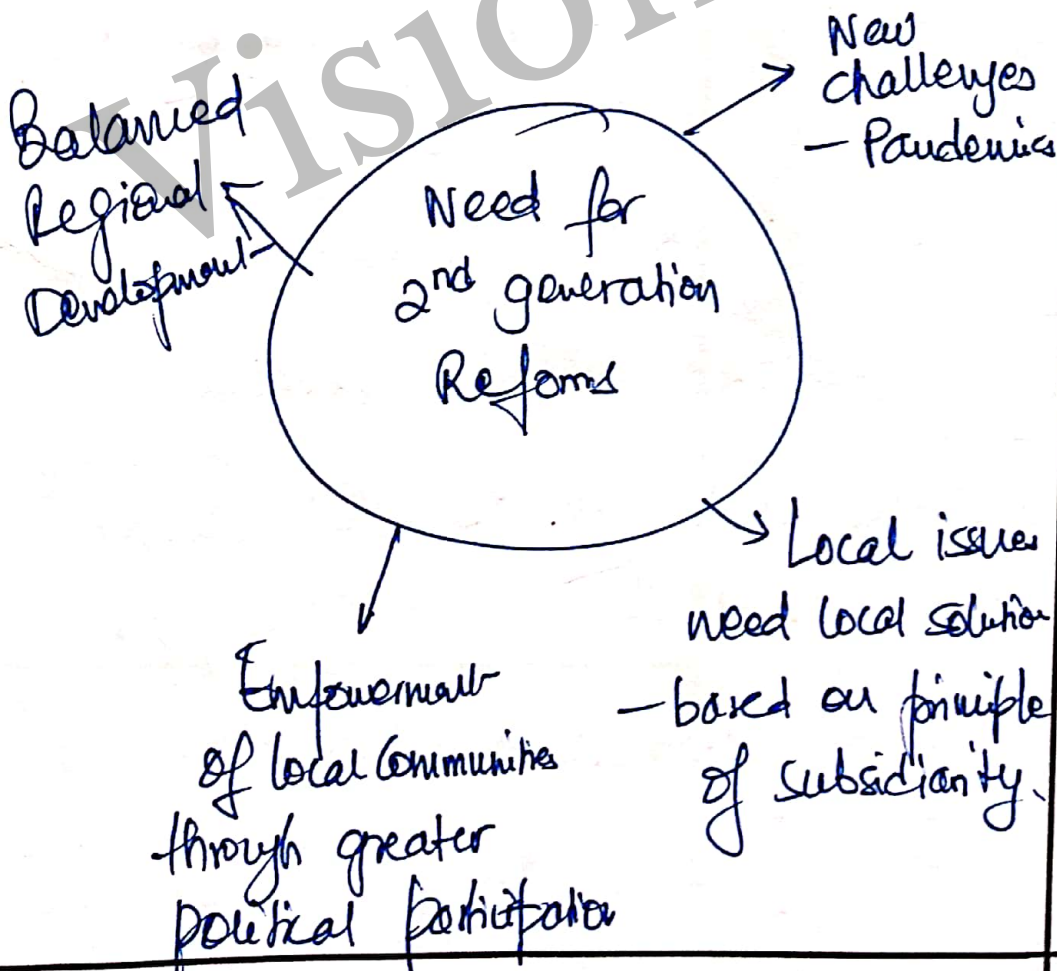 Vision
New
challenges
- Pandemics
Balanced
Regional
Development
Need for
2nd generation
Reforms
Local issues
need local solution
- based on principle
of subsidiarity.
Empowerment
of local Communities
through greater
political participation